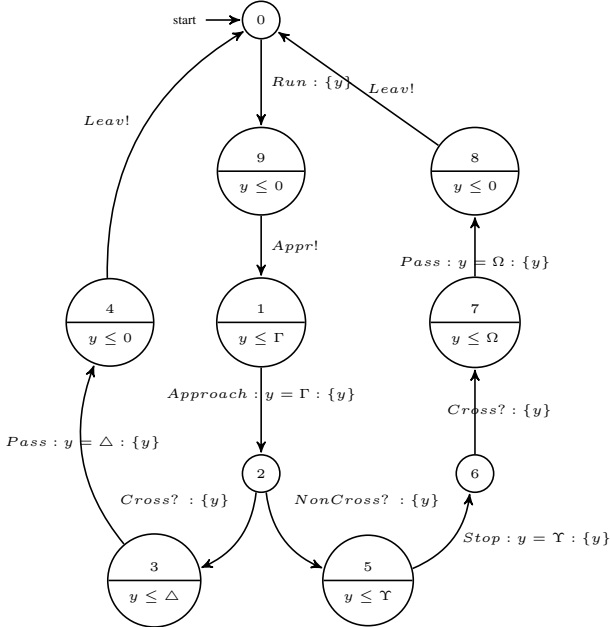 start
0
Run : {y}
Leav!
Leav!
9
y ≤ 0
8
y ≤ 0
Appr!
Pass : y = Ω : {y}
4
y ≤ 0
1
y ≤ Γ
7
y ≤ Ω
Approach : y = Γ : {y}
Cross? : {y}
Pass : y = △ : {y}
2
6
Cross? : {y}
NonCross? : {y}
Stop : y = ϒ : {y}
3
y ≤ △
5
y ≤ ϒ